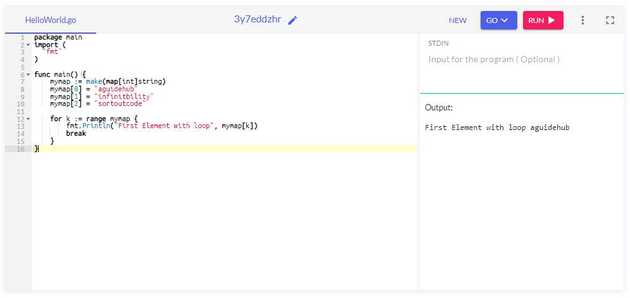 HelloWorld.go
3y7eddzhr
NEW
GO
RUN
STDIN
Input for the program ( Optional )
Output:
First Element with loop aguidehub
1 package main
2 import (
3 "fmt"
4 )
5
6 func main() {
7 mymap := make(map[int]string)
8 mymap[0] = "aguidehub"
9 mymap[1] = "infinitbility"
10 mymap[2] = "sortoutcode"
11
12 for k := range mymap {
13 fmt.Println("First Element with loop", mymap[k])
14 break
15 }
16 }